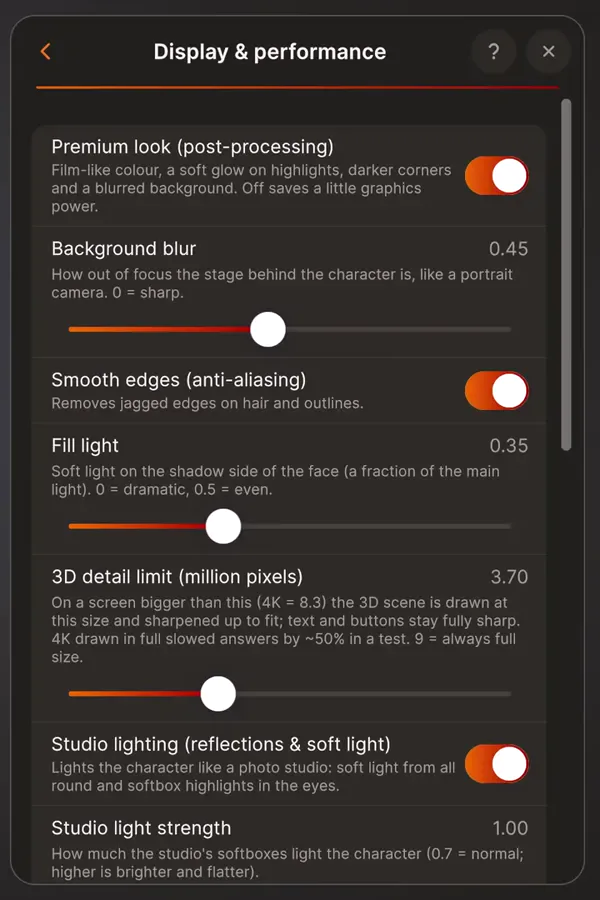 Display & performance
?
Premium look (post-processing)
Film-like colour, a soft glow on highlights, darker corners
and a blurred background. Off saves a little graphics
power.
Background blur 0.45
How out of focus the stage behind the character is, like a portrait
camera. 0 = sharp.
Smooth edges (anti-aliasing)
Removes jagged edges on hair and outlines.
Fill light 0.35
Soft light on the shadow side of the face (a fraction of the main
light). 0 = dramatic, 0.5 = even.
3D detail limit (million pixels) 3.70
On a screen bigger than this (4K = 8.3) the 3D scene is drawn at
this size and sharpened up to fit; text and buttons stay fully sharp.
4K drawn in full slowed answers by ~50% in a test. 9 = always full
size.
Studio lighting (reflections & soft light)
Lights the character like a photo studio: soft light from all
round and softbox highlights in the eyes.
Studio light strength 1.00
How much the studio's softboxes light the character (0.7 = normal;
higher is brighter and flatter).